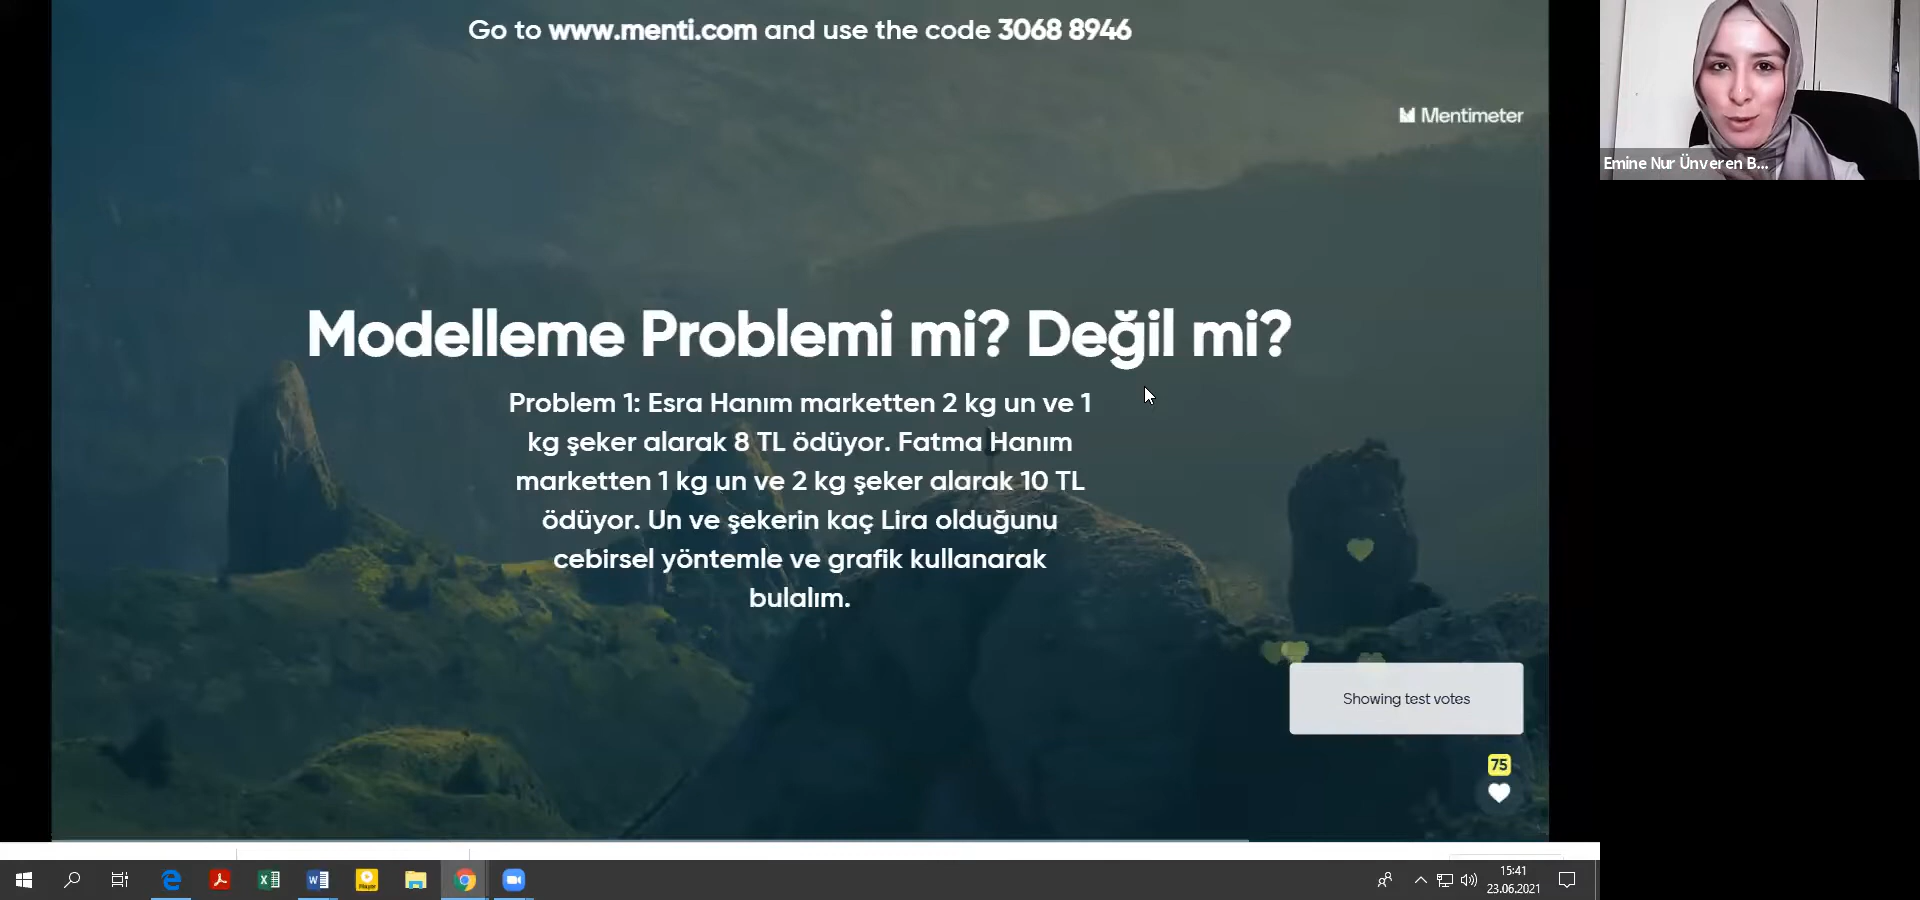 Go to www.menti.com and use the code 3068 8946
Mentimeter
Emine Nur Ünveren B...
Modelleme Problemi mi? Değil mi?
Problem 1: Esra Hanım marketten 2 kg un ve 1
kg şeker alarak 8 TL ödüyor. Fatma Hanım
marketten 1 kg un ve 2 kg şeker alarak 10 TL
ödüyor. Un ve şekerin kaç Lira olduğunu
cebirsel yöntemle ve grafik kullanarak
bulalım.
Showing test votes
75
15:41
23.06.2021